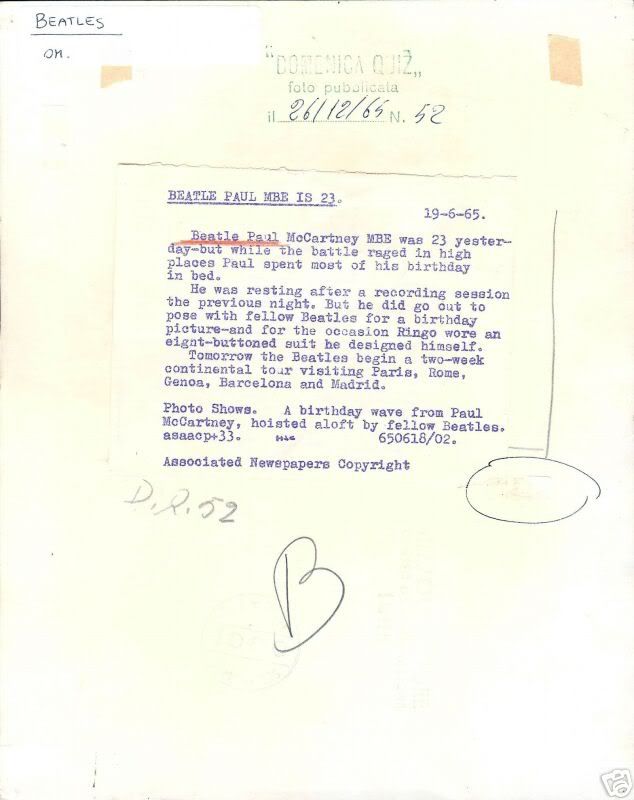 BEATLES
on.
"DOMENICA QUIZ„
foto pubblicata
il 26/12/65 N. 52
BEATLE PAUL MBE IS 23.
19-6-65.
Beatle Paul McCartney MBE was 23 yester-
day-but while the battle raged in high
places Paul spent most of his birthday
in bed.
He was resting after a recording session
the previous night. But he did go out to
pose with fellow Beatles for a birthday
picture-and for the occasion Ringo wore an
eignt-buttoned suit he designed himself.
Tomorrow the Beatles begin a two-week
continental tour visiting Paris, Rome,
Genoa, Barcelona and Madrid.
Photo Shows. A birthday wave from Paul
McCartney, hoisted aloft by fellow Beatles.
asaacp+33. 650618/02.
Associated Newspapers Copyright
D.Q.52
B